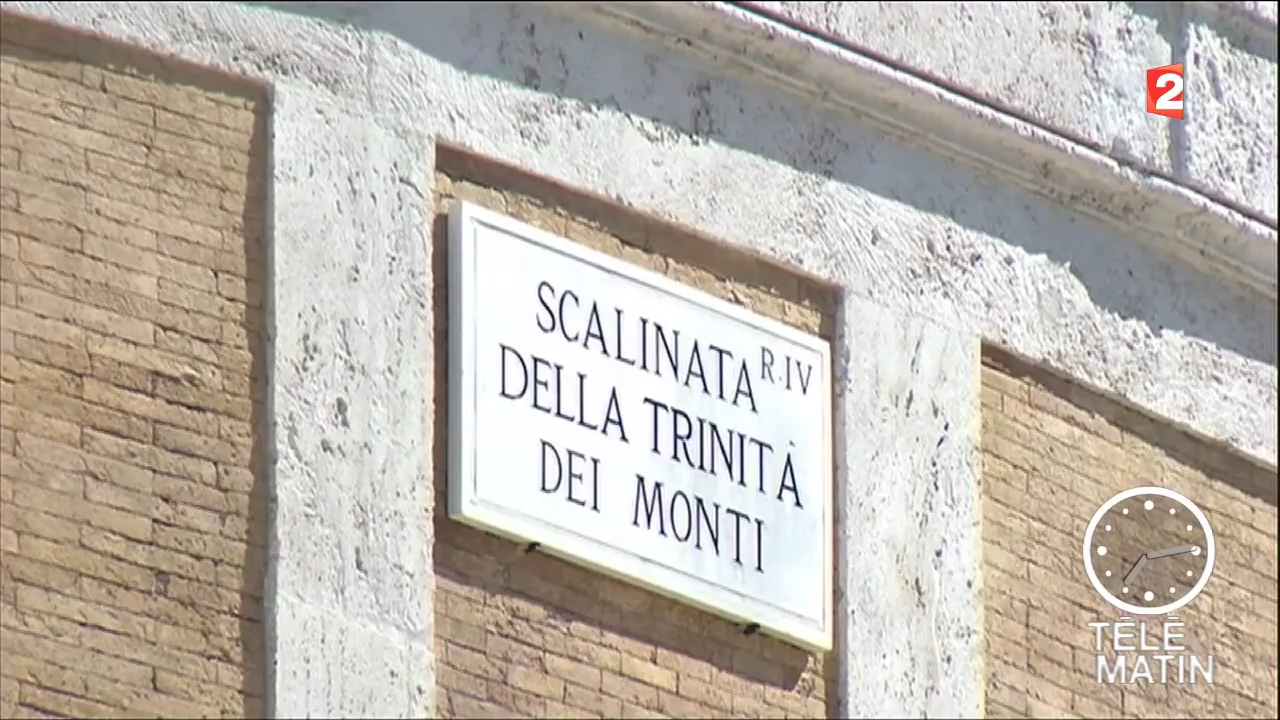 2
SCALINATA R.IV
DELLA TRINITÀ
DEI MONTI
TÉLÉ
MATIN